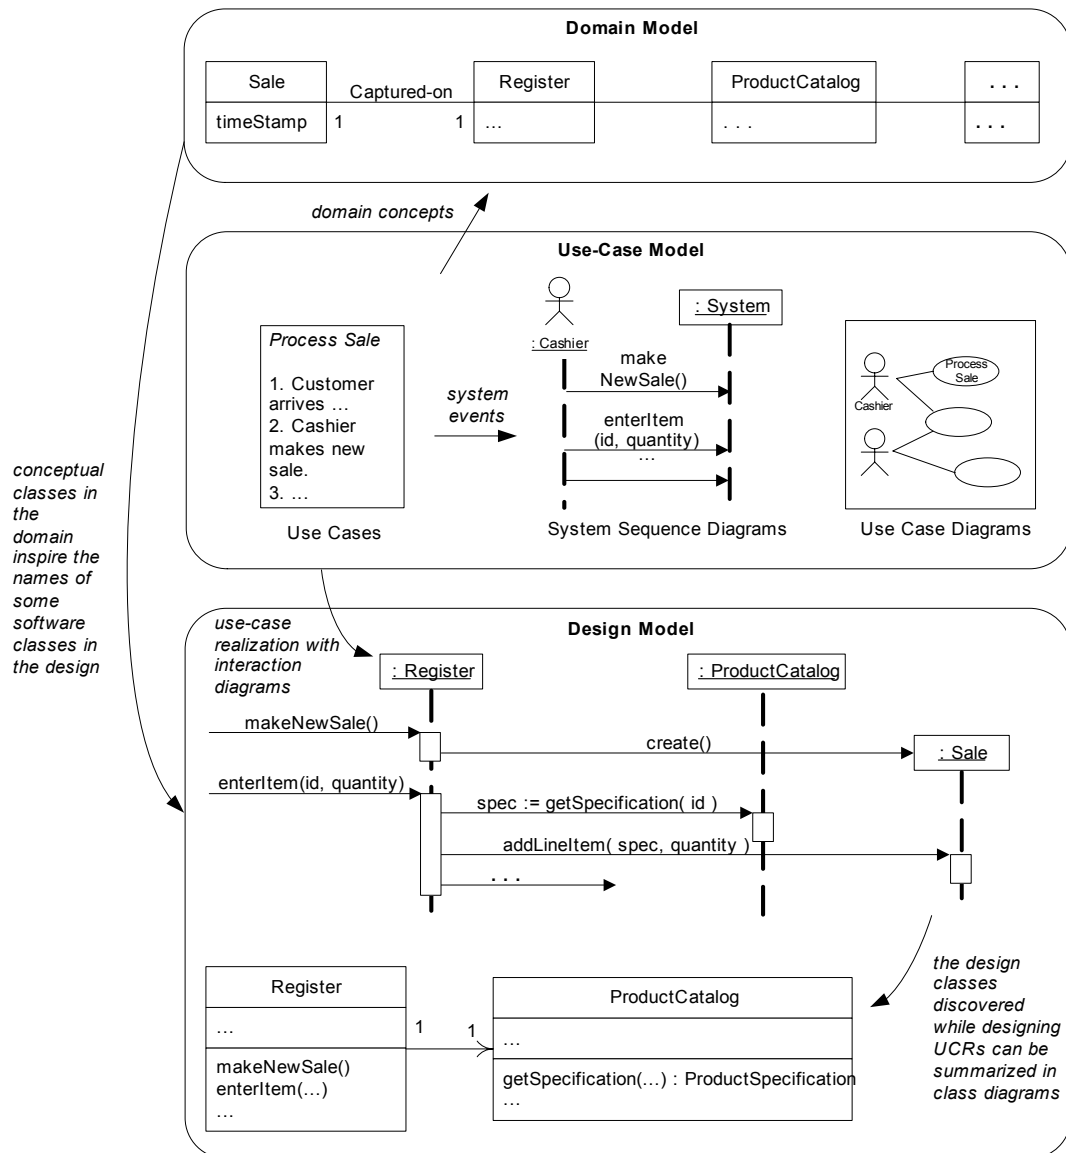 Domain Model
Sale
Captured-on
Register
ProductCatalog
. . .
timeStamp
1
1
...
. . .
. . .
domain concepts
Use-Case Model
Process Sale
1. Customer
arrives ...
2. Cashier
makes new
sale.
3. ...
Use Cases
system
events
: Cashier
: System
make
NewSale()
enterItem
(id, quantity)
...
System Sequence Diagrams
Process
Sale
Cashier
Use Case Diagrams
conceptual
classes in
the
domain
inspire the
names of
some
software
classes in
the design
use-case
realization with
interaction
diagrams
Design Model
: Register
: ProductCatalog
makeNewSale()
create()
: Sale
enterItem(id, quantity)
spec := getSpecification( id )
addLineItem( spec, quantity )
. . .
the design
classes
discovered
while designing
UCRs can be
summarized in
class diagrams
Register
...
makeNewSale()
enterItem(...)
...
1
1
ProductCatalog
...
getSpecification(...) : ProductSpecification
...